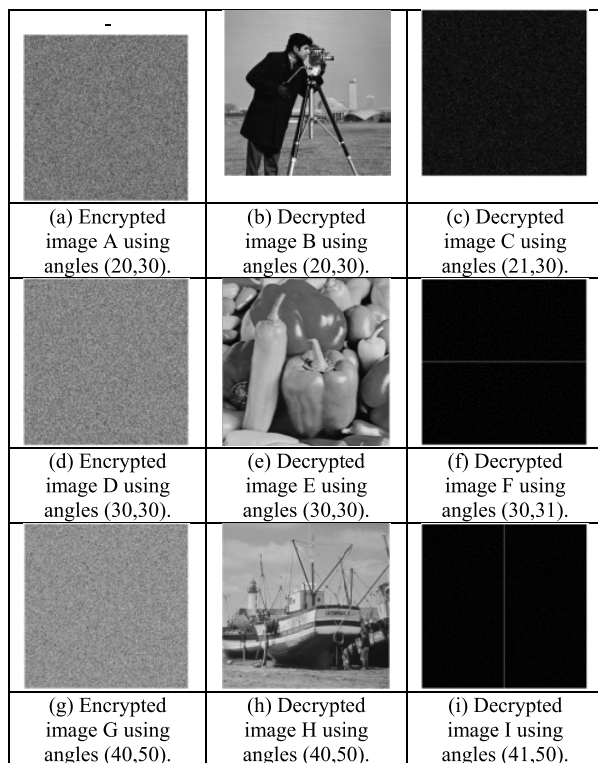 (a) Encrypted
image A using
angles (20,30).
(b) Decrypted
image B using
angles (20,30).
(c) Decrypted
image C using
angles (21,30).
(d) Encrypted
image D using
angles (30,30).
(e) Decrypted
image E using
angles (30,30).
(f) Decrypted
image F using
angles (30,31).
(g) Encrypted
image G using
angles (40,50).
(h) Decrypted
image H using
angles (40,50).
(i) Decrypted
image I using
angles (41,50).